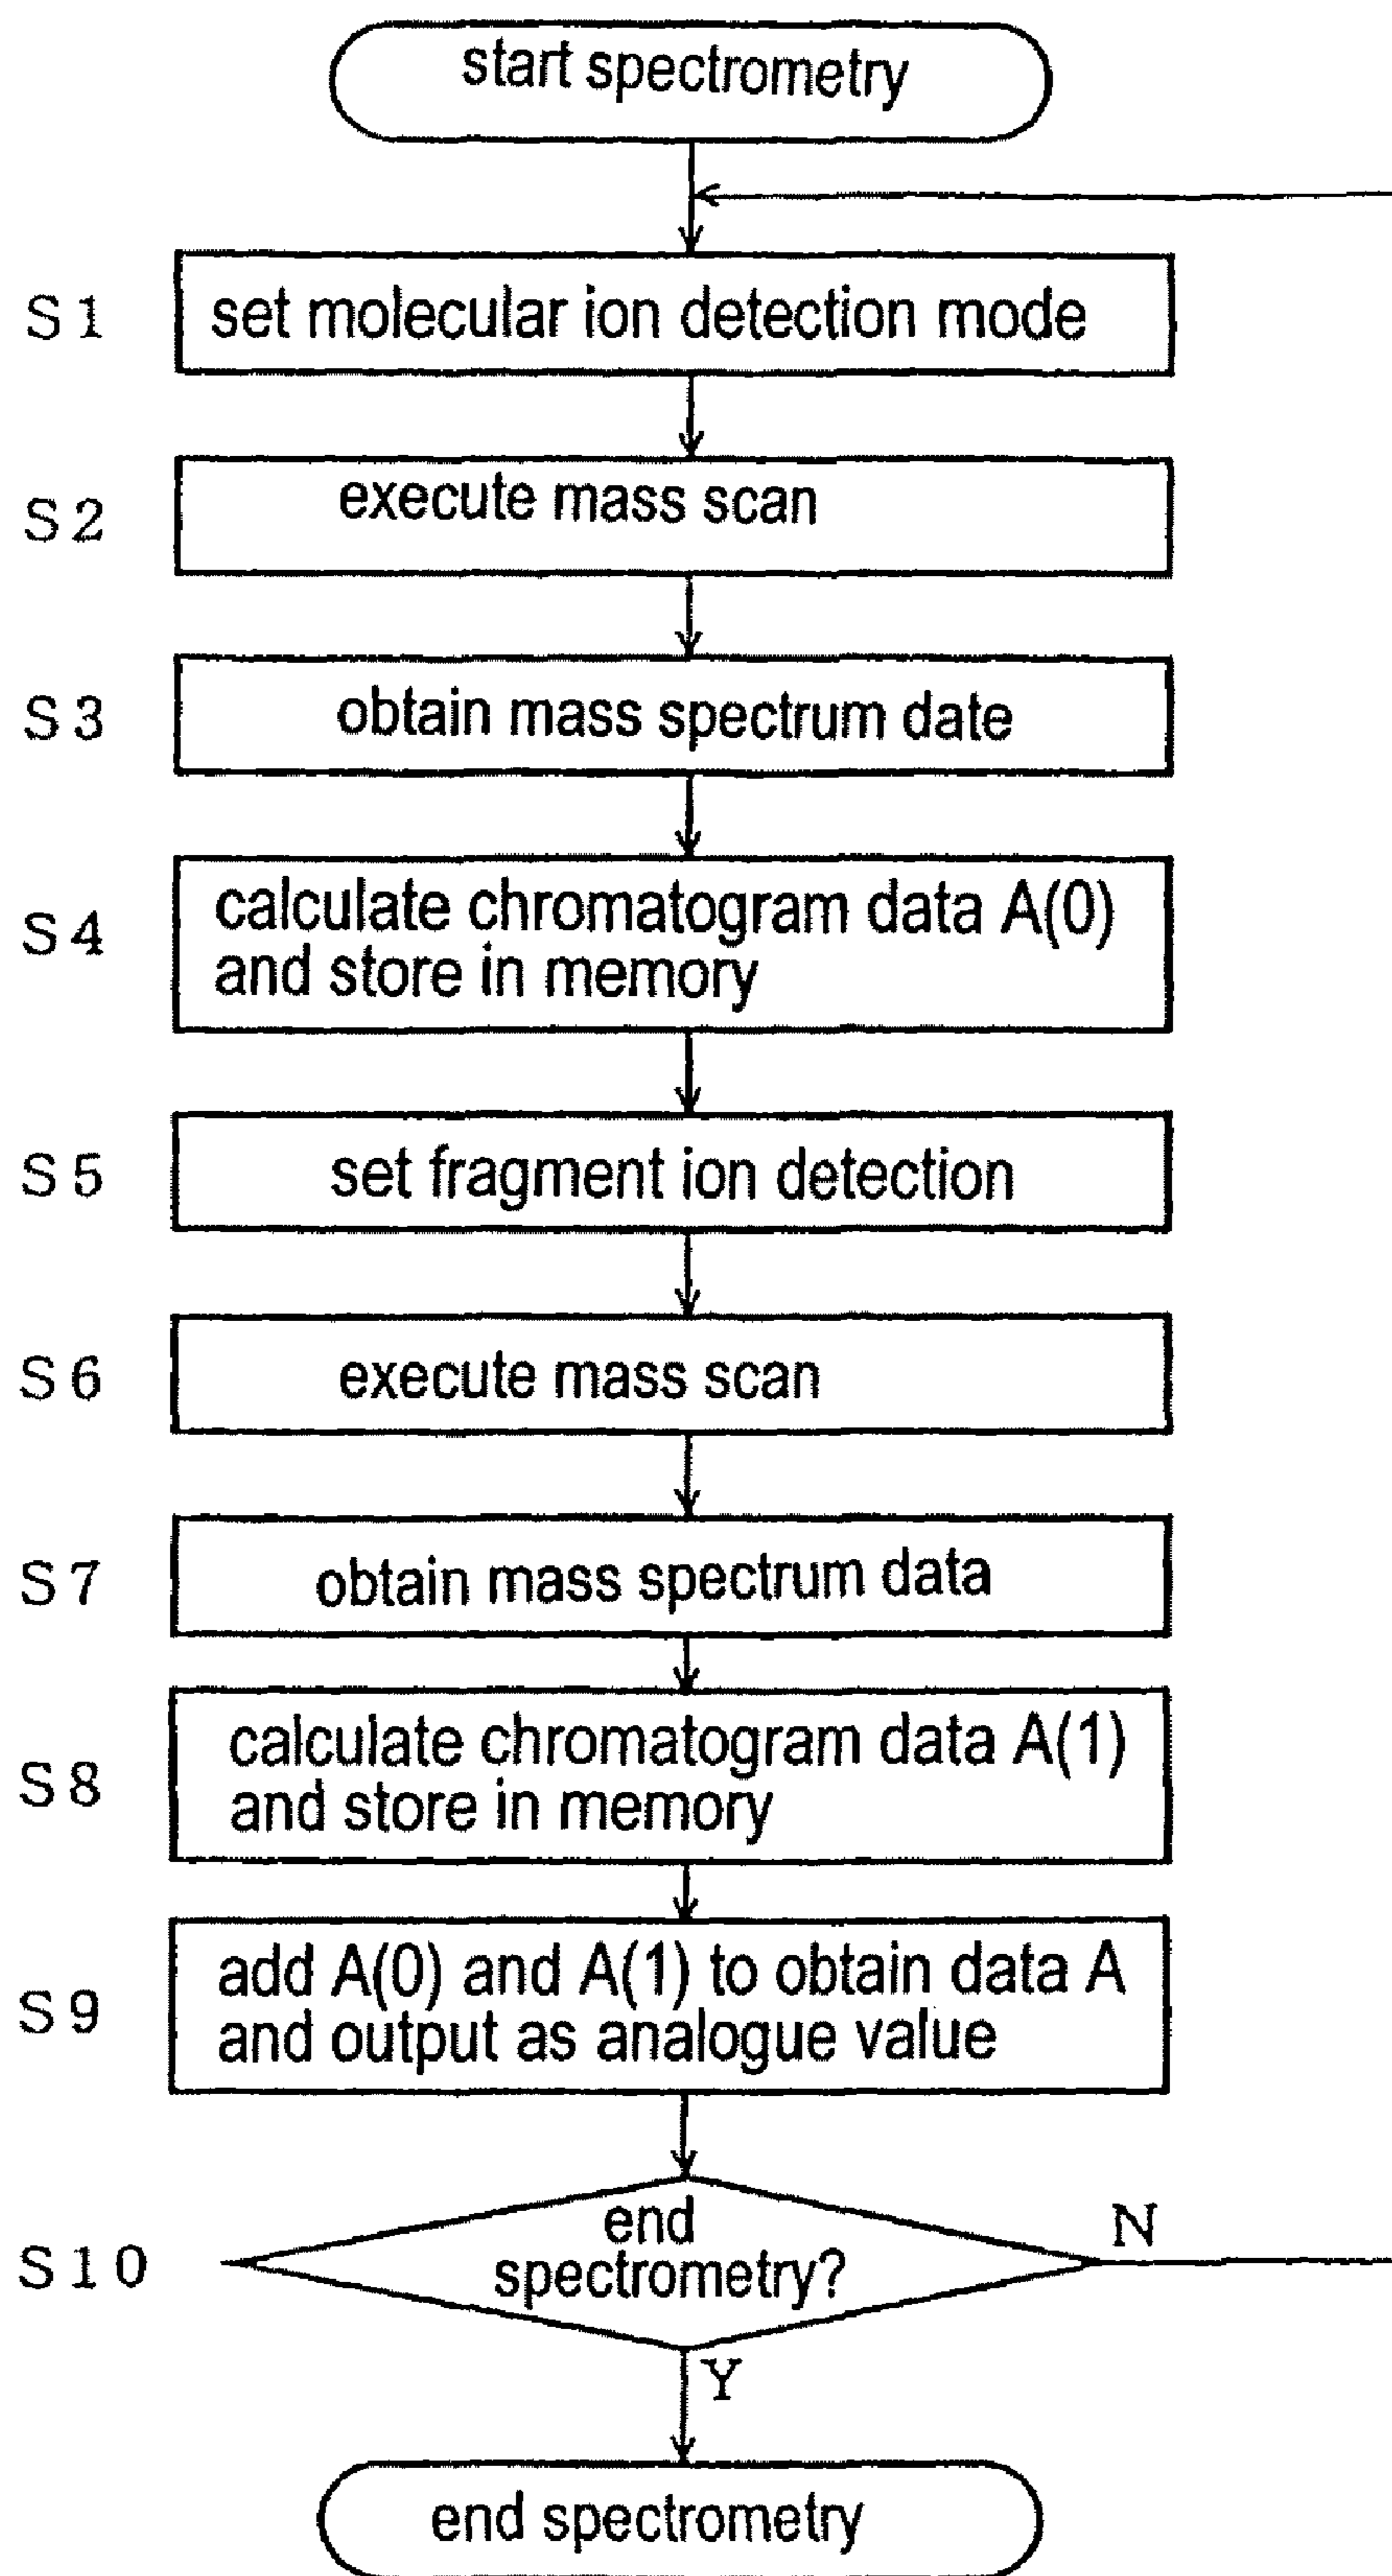 start spectrometry
S1
set molecular ion detection mode
S2
execute mass scan
S3
obtain mass spectrum date
S4
calculate chromatogram data A(0)
and store in memory
S5
set fragment ion detection
S6
execute mass scan
S7
obtain mass spectrum data
S8
calculate chromatogram data A(1)
and store in memory
S9
add A(0) and A(1) to obtain data A
and output as analogue value
S10
end
spectrometry?
N
Y
end spectrometry